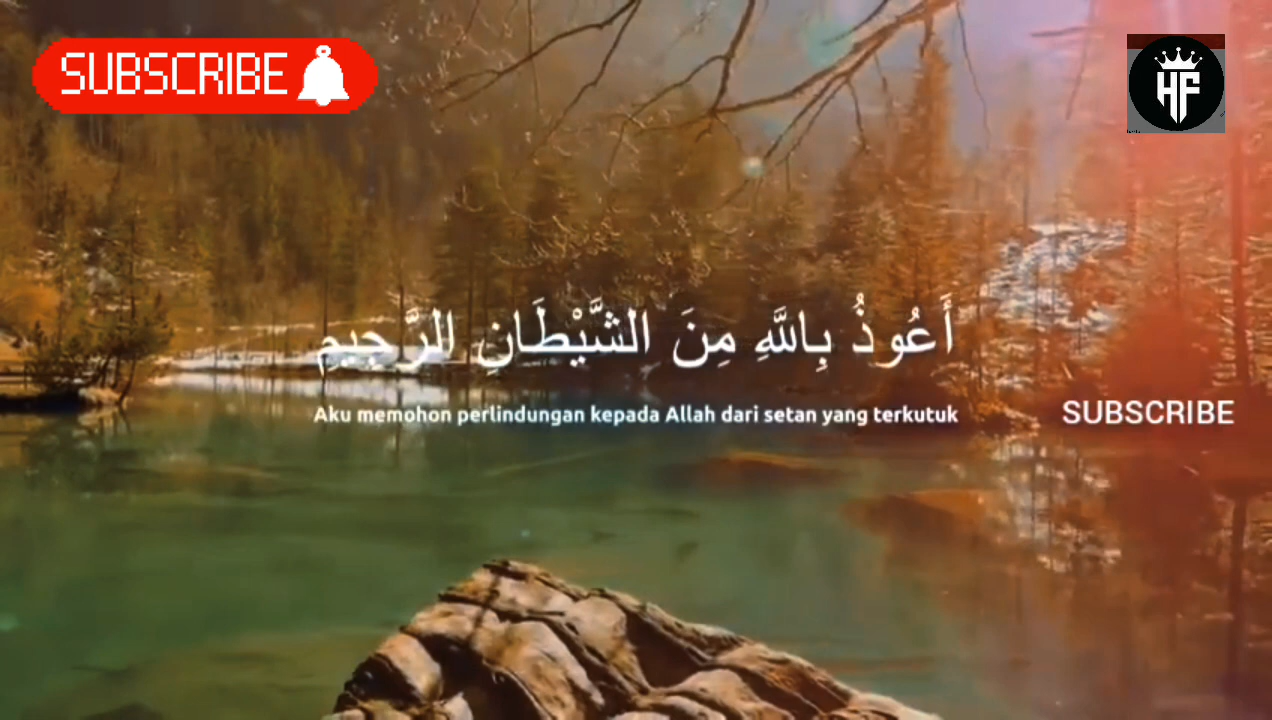 SUBSCRIBE
HF
أَعُوذُ بِاللَّهِ مِنَ الشَّيْطَانِ الرَّجِيمِ
Aku memohon perlindungan kepada Allah dari setan yang terkutuk
SUBSCRIBE